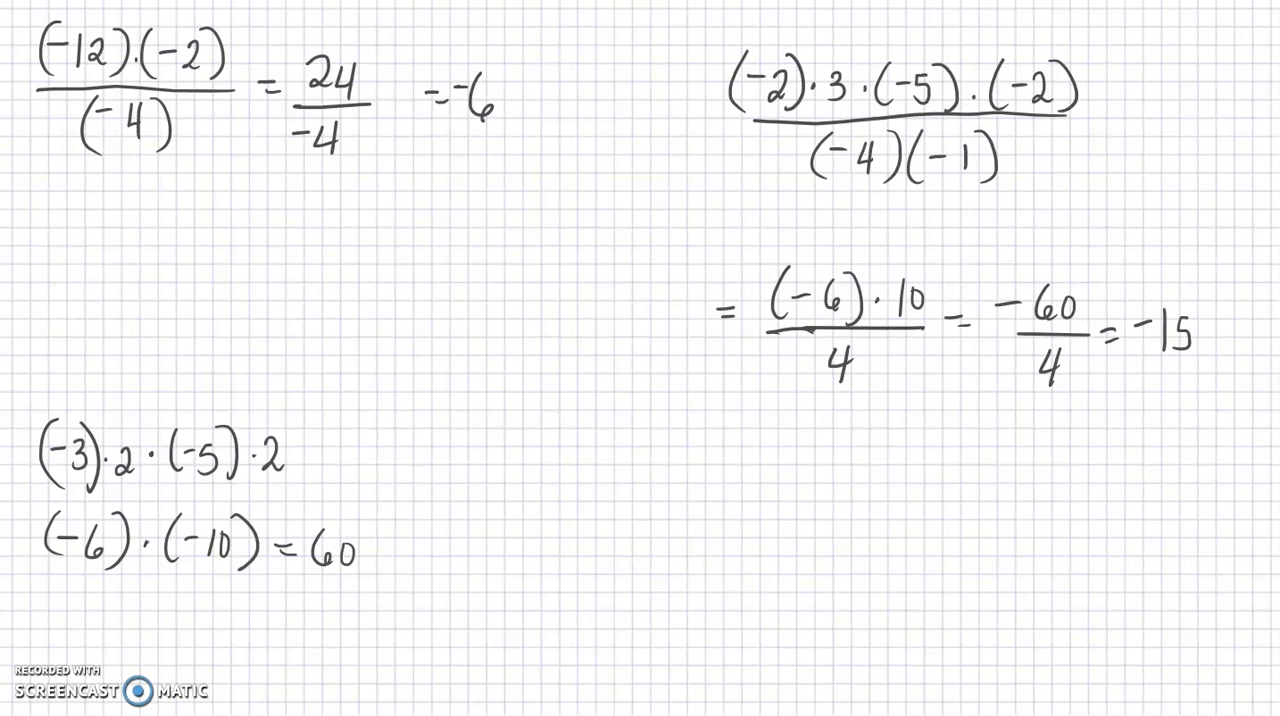 (-12)·(-2)/(-4) = 24/-4 = -6
(-2)·3·(-5)·(-2)/(-4)(-1)
= (-6)·10/4 = -60/4 = -15
(-3)·2·(-5)·2
(-6)·(-10) = 60
RECORDED WITH
SCREENCAST MATIC